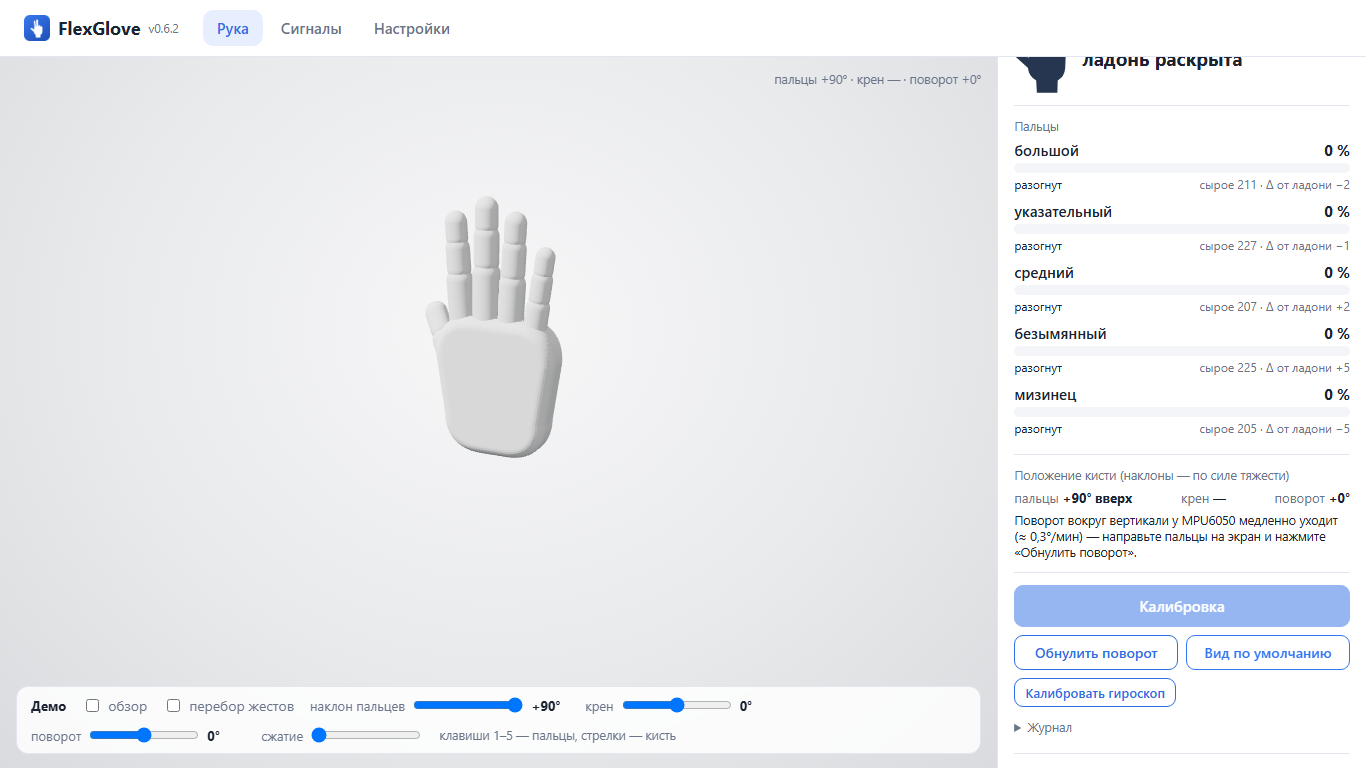 FlexGlove v0.6.2 Рука Сигналы Настройки
пальцы +90° · крен — · поворот +0°
ладонь раскрыта
Пальцы
большой 0 %
разогнут сырое 211 · Δ от ладони −2
указательный 0 %
разогнут сырое 227 · Δ от ладони −1
средний 0 %
разогнут сырое 207 · Δ от ладони +2
безымянный 0 %
разогнут сырое 225 · Δ от ладони +5
мизинец 0 %
разогнут сырое 205 · Δ от ладони −5
Положение кисти (наклоны — по силе тяжести)
пальцы +90° вверх крен — поворот +0°
Поворот вокруг вертикали у MPU6050 медленно уходит
(≈ 0,3°/мин) — направьте пальцы на экран и нажмите
«Обнулить поворот».
Калибровка
Обнулить поворот Вид по умолчанию
Калибровать гироскоп
Журнал
Демо обзор перебор жестов наклон пальцев +90° крен 0°
поворот 0° сжатие клавиши 1–5 — пальцы, стрелки — кисть